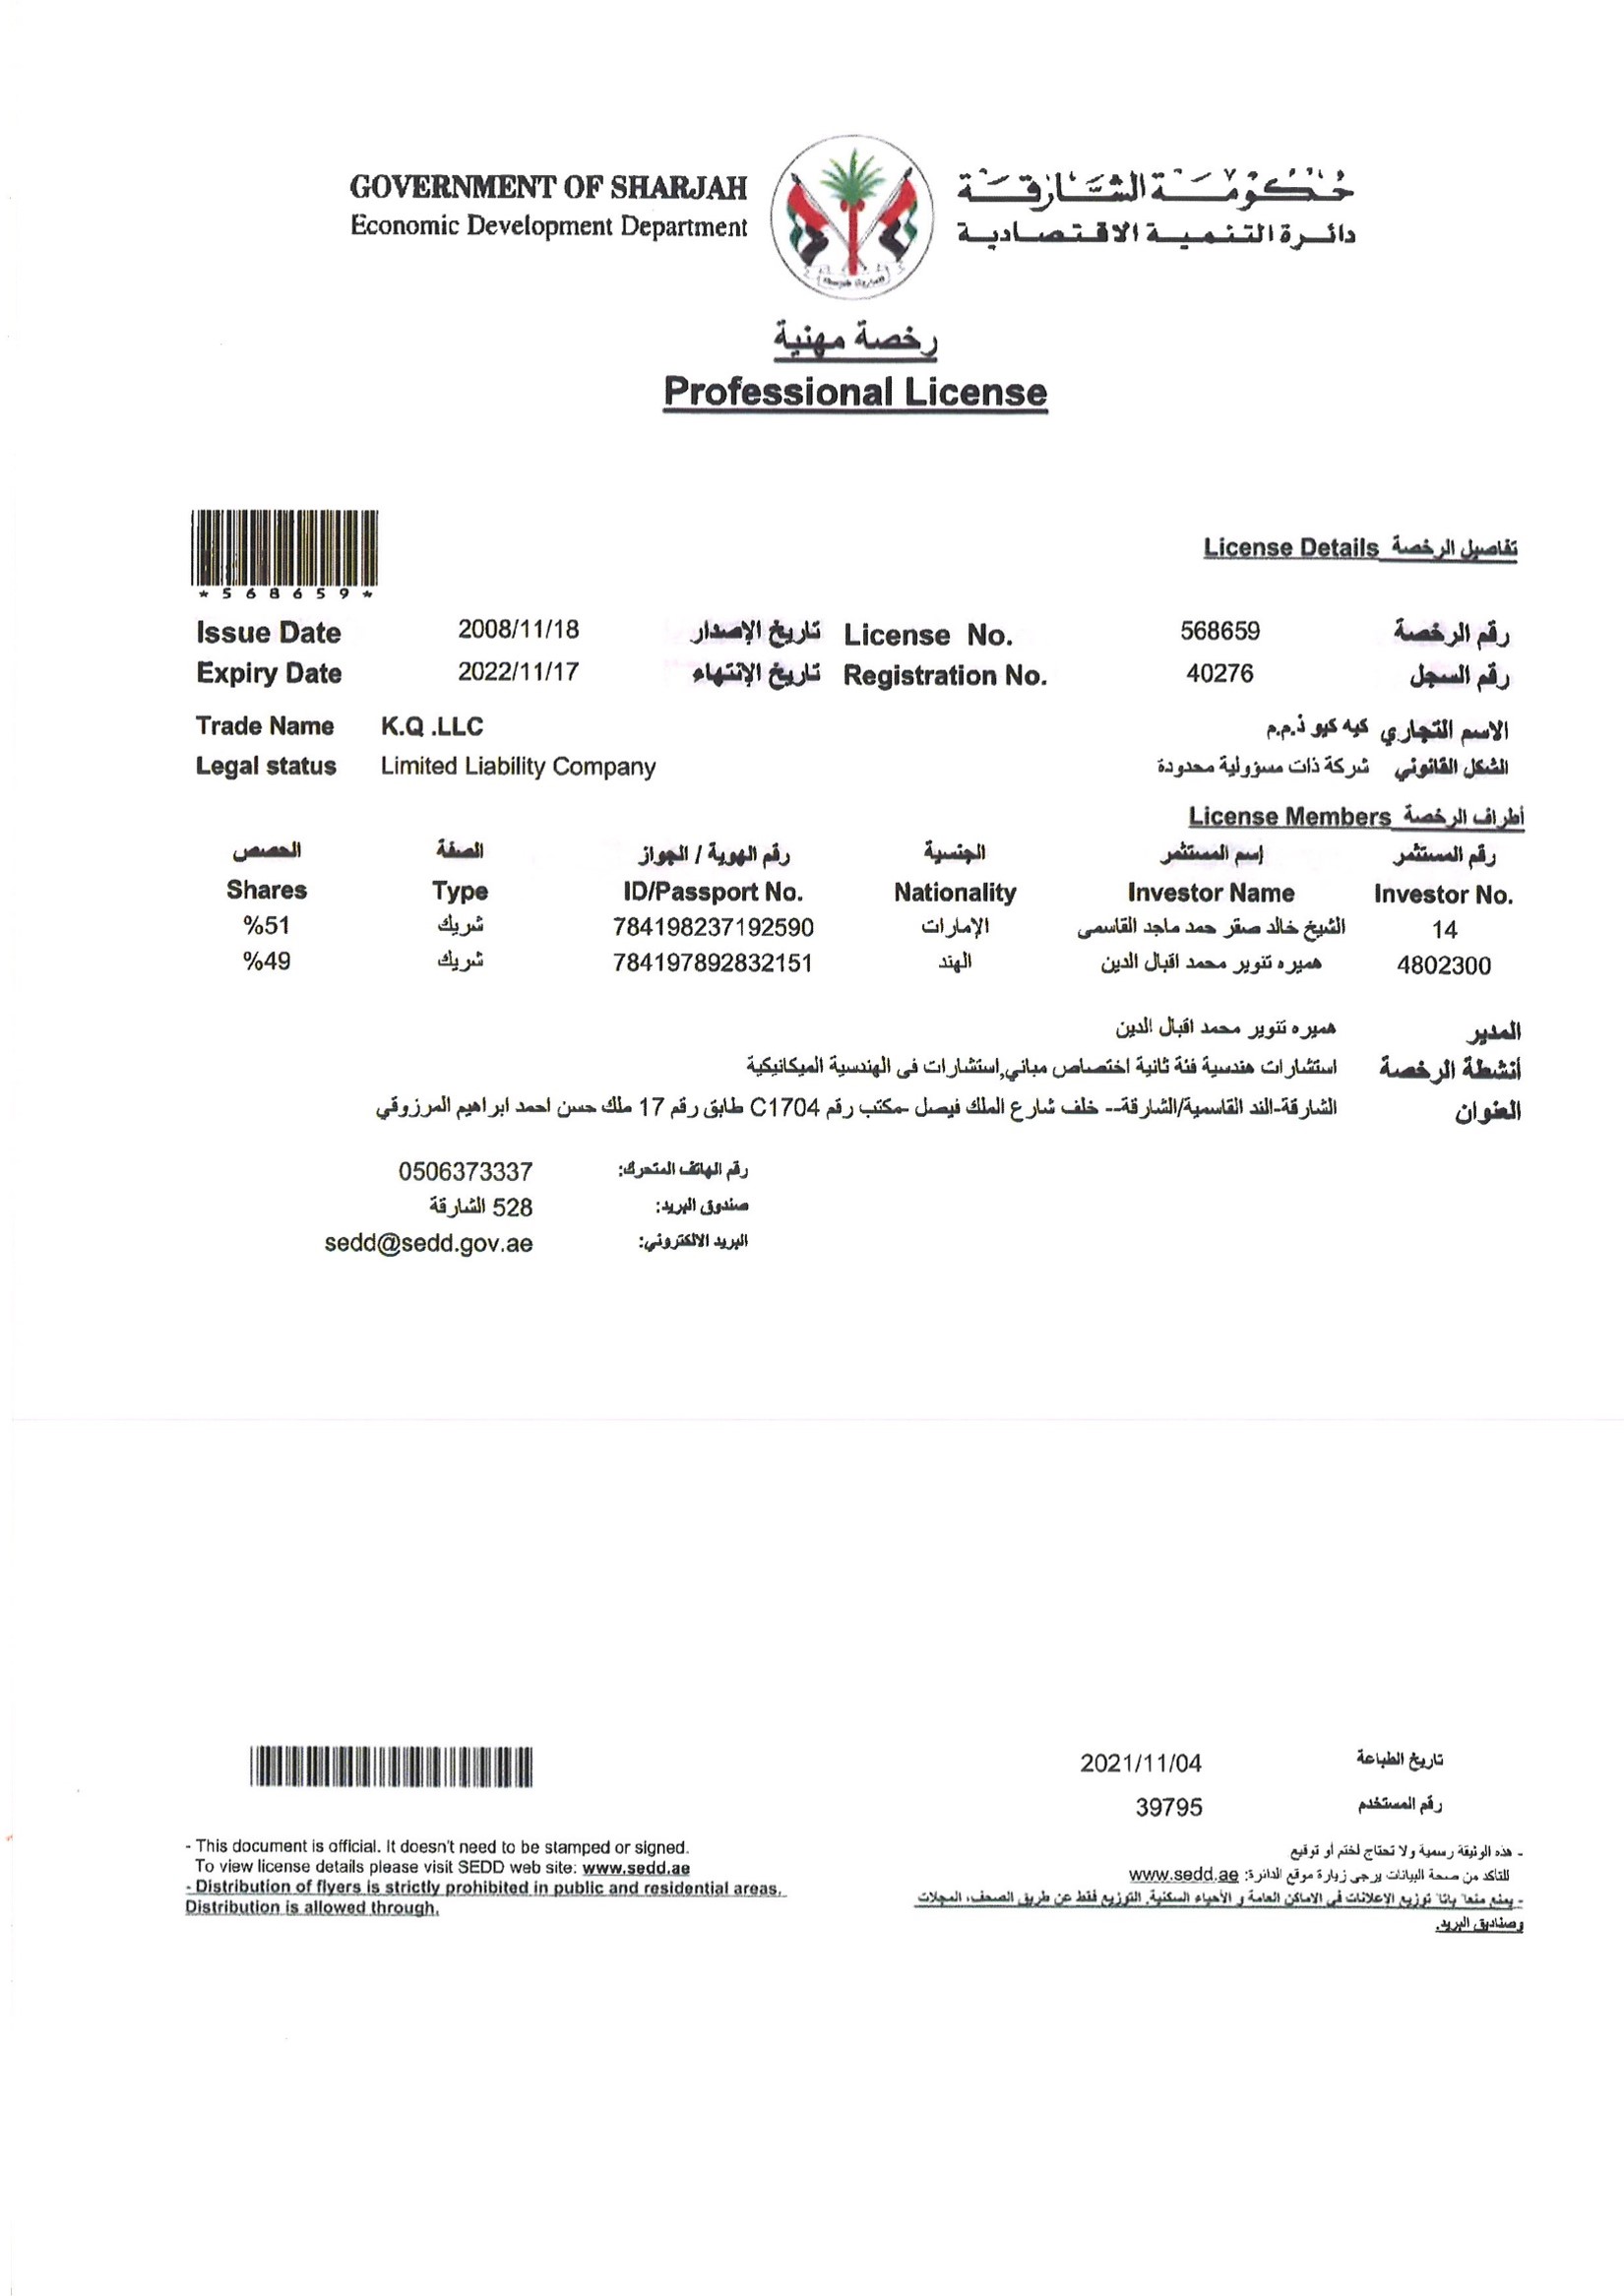 GOVERNMENT OF SHARJAH
Economic Development Department
حكومة الشارقة
دائرة التنمية الاقتصادية
رخصة مهنية
Professional License
*568659*
License Details تفاصيل الرخصة
Issue Date 2008/11/18 تاريخ الإصدار License No. 568659 رقم الرخصة
Expiry Date 2022/11/17 تاريخ الإنتهاء Registration No. 40276 رقم السجل
Trade Name K.Q .LLC الاسم التجاري كيه كيو ذ.م.م
Legal status Limited Liability Company الشكل القانوني شركة ذات مسؤولية محدودة
License Members أطراف الرخصة
الحصص الصفة رقم الهوية / الجواز الجنسية إسم المستثمر رقم المستثمر
Shares Type ID/Passport No. Nationality Investor Name Investor No.
%51 شريك 784198237192590 الإمارات الشيخ خالد صقر حمد ماجد القاسمى 14
%49 شريك 784197892832151 الهند هميره تنوير محمد اقبال الدين 4802300
المدير هميره تنوير محمد اقبال الدين
أنشطة الرخصة استشارات هندسية فئة ثانية اختصاص مباني,استشارات فى الهندسية الميكانيكية
العنوان الشارقة-الند القاسمية/الشارقة-- خلف شارع الملك فيصل -مكتب رقم C1704 طابق رقم 17 ملك حسن احمد ابراهيم المرزوقي
رقم الهاتف المتحرك: 0506373337
صندوق البريد: 528 الشارقة
البريد الالكتروني: sedd@sedd.gov.ae
تاريخ الطباعة 2021/11/04
رقم المستخدم 39795
- This document is official. It doesn't need to be stamped or signed.
To view license details please visit SEDD web site: www.sedd.ae
- Distribution of flyers is strictly prohibited in public and residential areas.
Distribution is allowed through.
- هذه الوثيقة رسمية ولا تحتاج لختم أو توقيع
للتأكد من صحة البيانات يرجى زيارة موقع الدائرة: www.sedd.ae
- يمنع منعا باتا توزيع الإعلانات في الاماكن العامة و الأحياء السكنية, التوزيع فقط عن طريق الصحف، المجلات
وصناديق البريد.